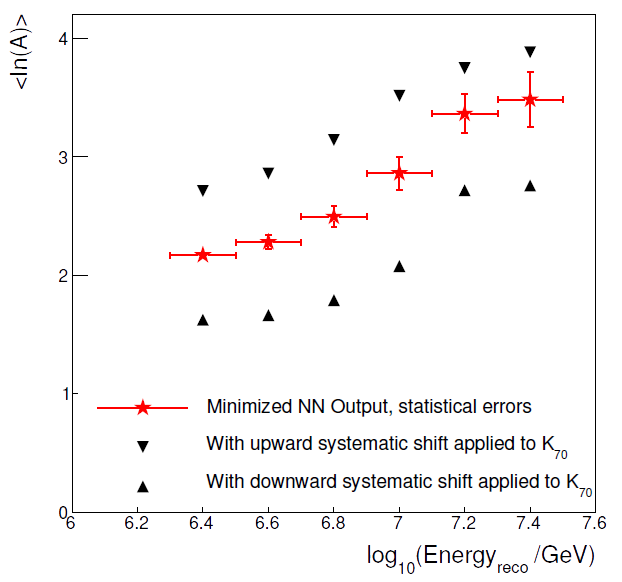 <ln(A)>
4
3
2
1
0
Minimized NN Output, statistical errors
With upward systematic shift applied to K70
With downward systematic shift applied to K70
6 6.2 6.4 6.6 6.8 7 7.2 7.4 7.6
log10(Energyreco/GeV)